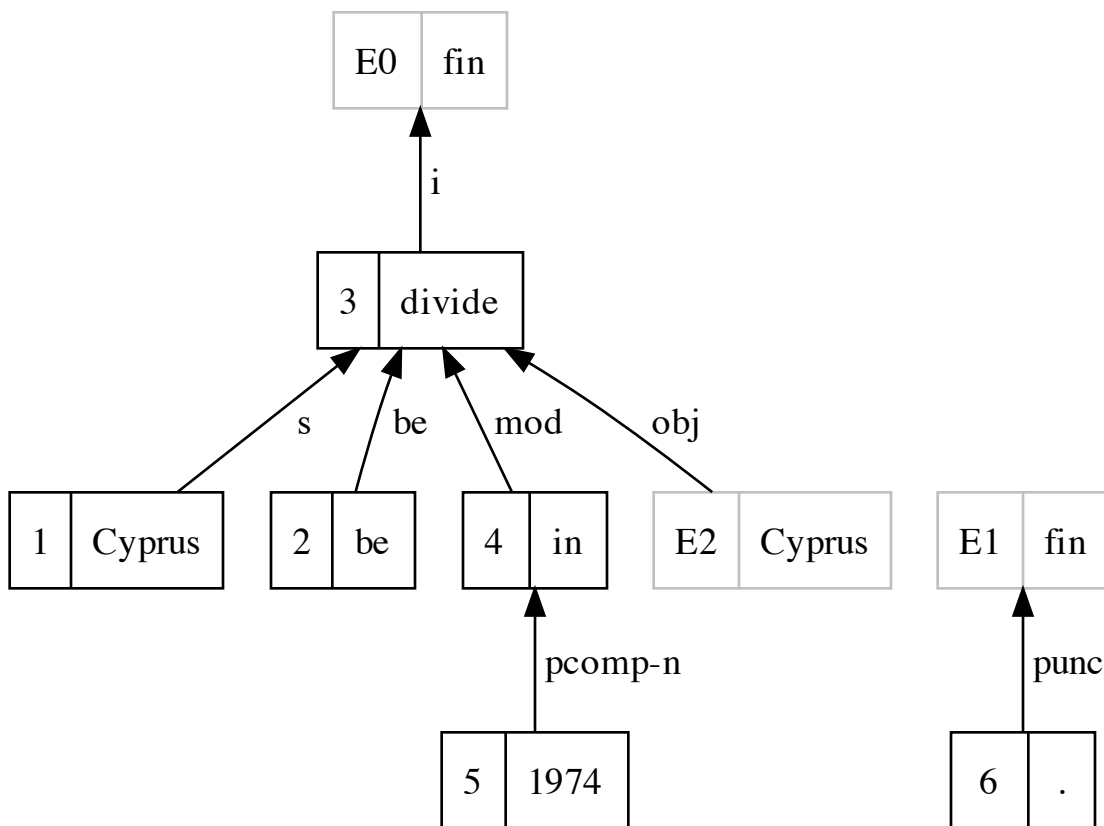 E0 fin
i
3 divide
s be mod obj
1 Cyprus 2 be 4 in E2 Cyprus E1 fin
pcomp-n punc
5 1974 6 .